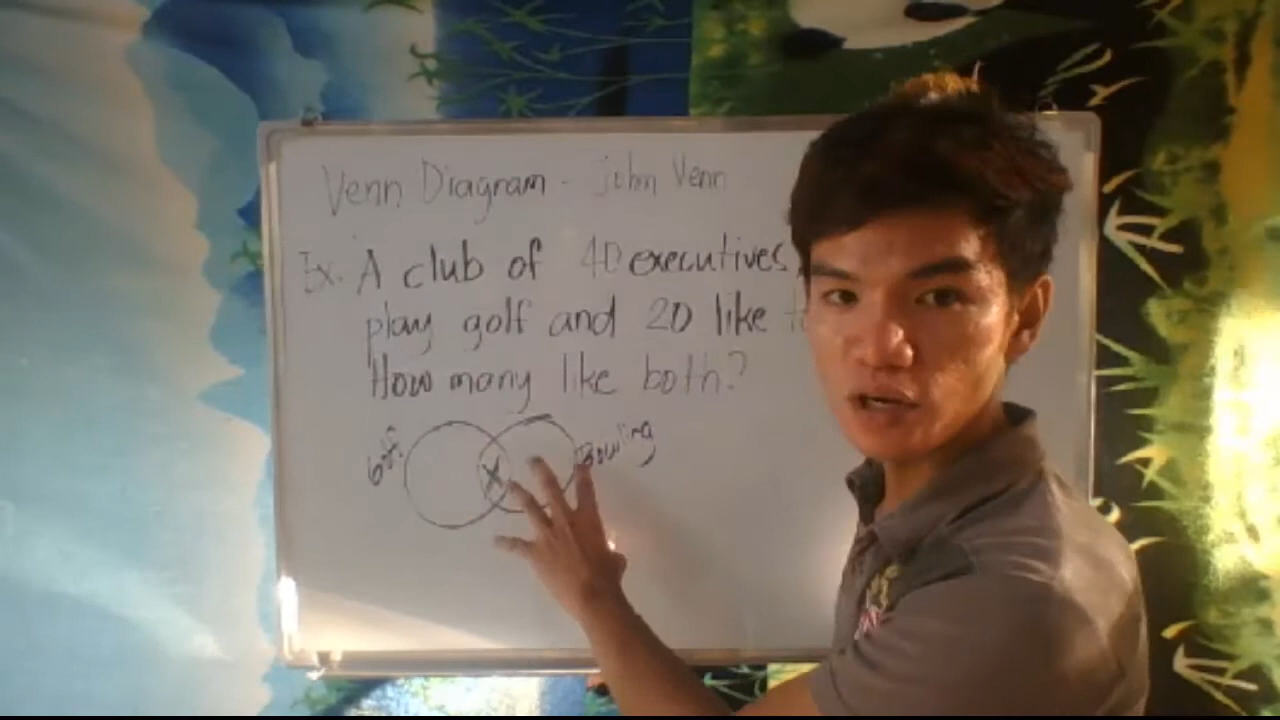 Venn Diagram - John Venn
Ex. A club of 40 executives,
play golf and 20 like
How many like both?
Golf
X
Bowling